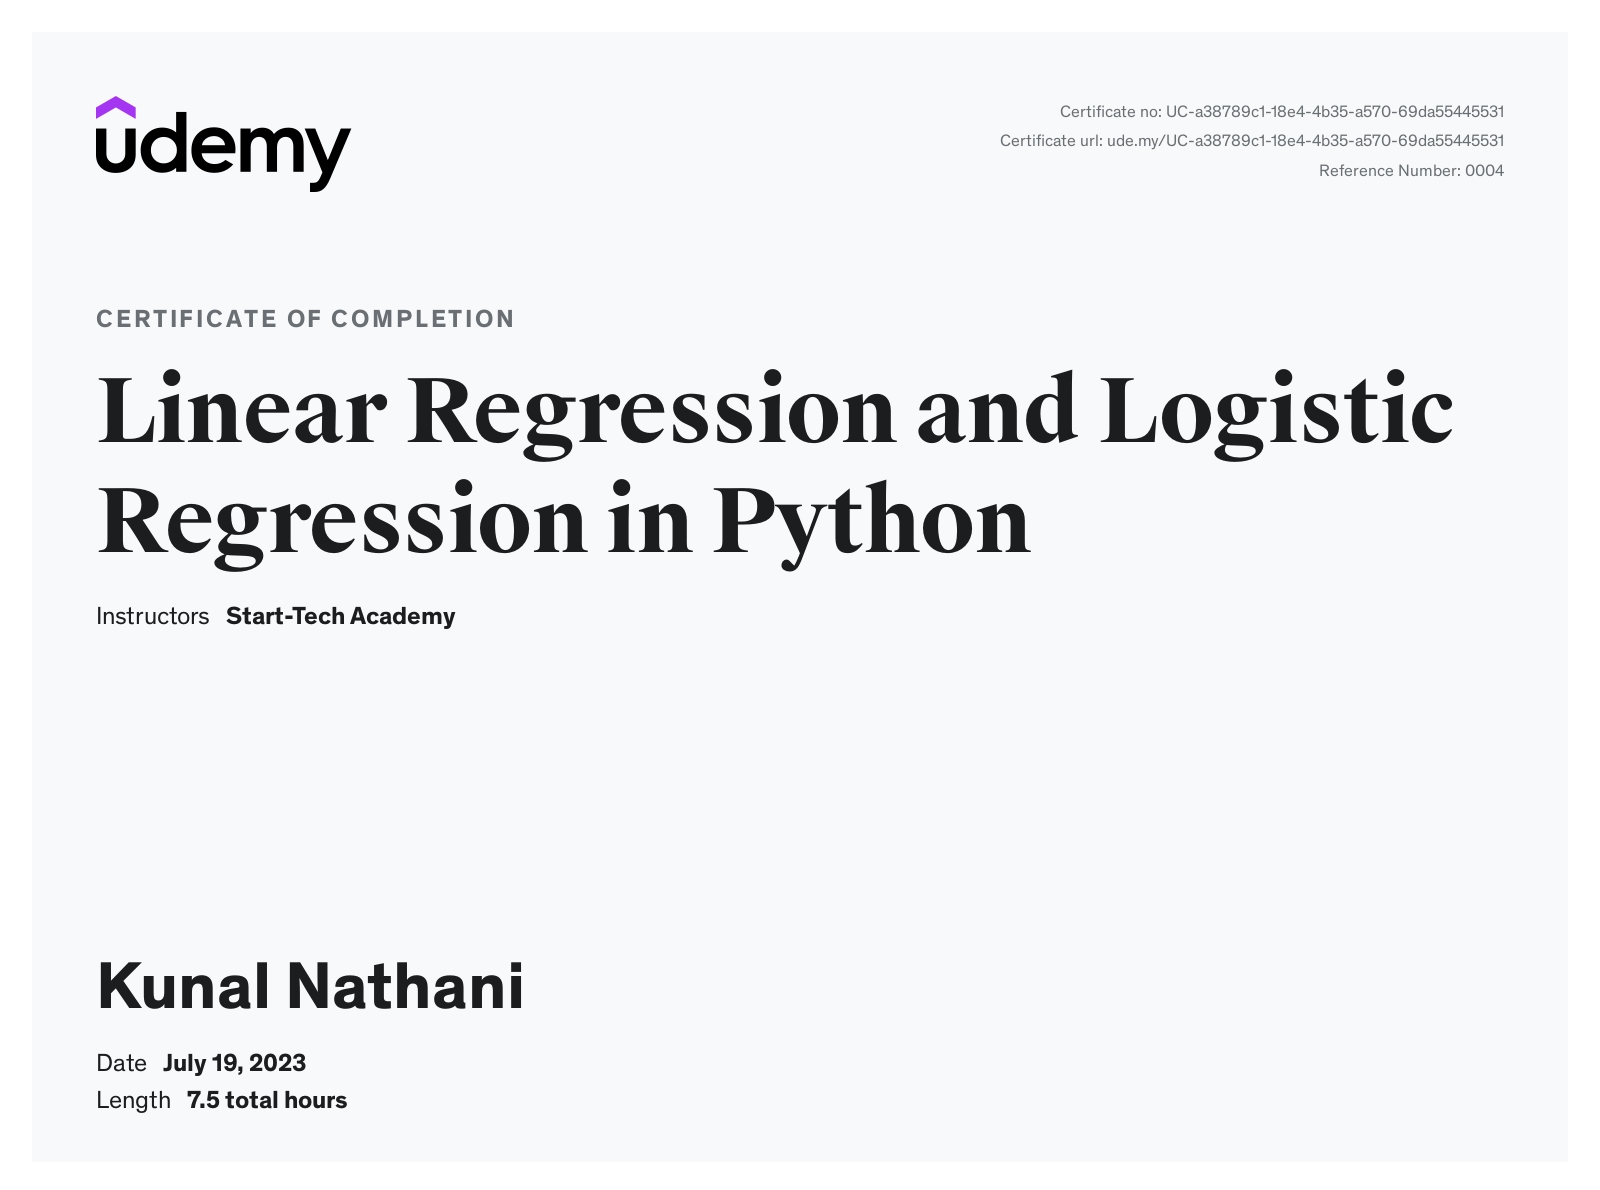 udemy
Certificate no: UC-a38789c1-18e4-4b35-a570-69da55445531
Certificate url: ude.my/UC-a38789c1-18e4-4b35-a570-69da55445531
Reference Number: 0004
CERTIFICATE OF COMPLETION
Linear Regression and Logistic
Regression in Python
Instructors Start-Tech Academy
Kunal Nathani
Date July 19, 2023
Length 7.5 total hours